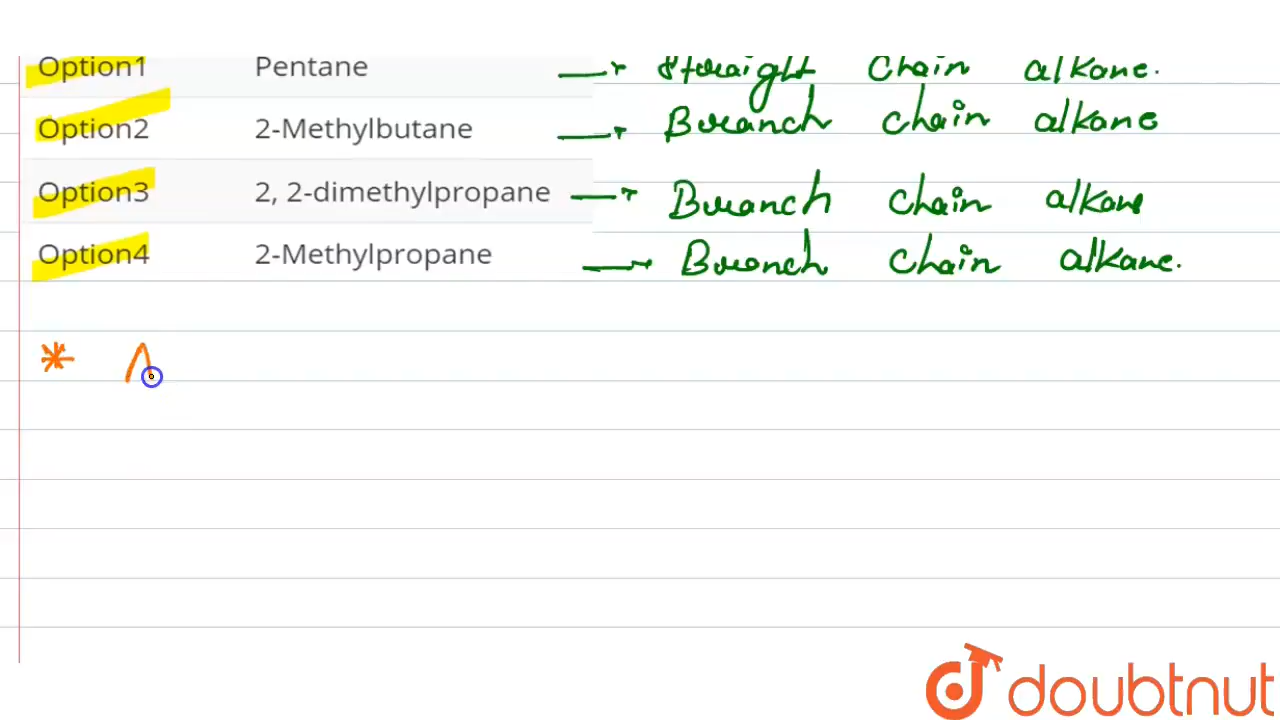 Option1 Pentane → Straight chain alkane.
Option2 2-Methylbutane → Branch chain alkane
Option3 2, 2-dimethylpropane → Branch chain alkane
Option4 2-Methylpropane → Branch chain alkane.
*
doubtnut